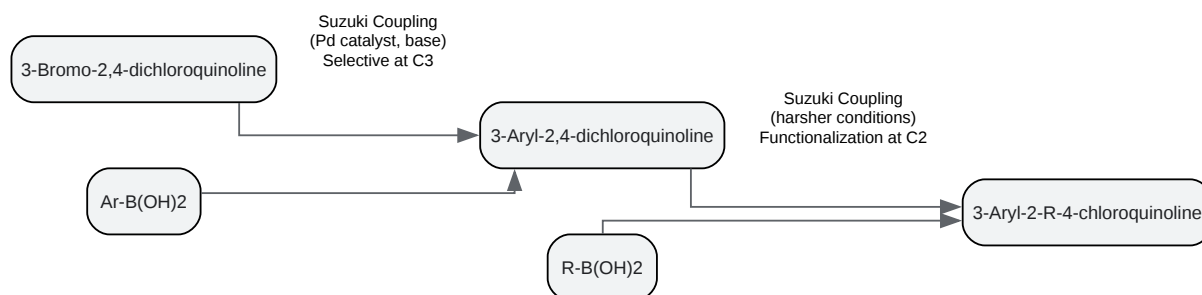 Suzuki Coupling
(Pd catalyst, base)
Selective at C3
3-Bromo-2,4-dichloroquinoline
Suzuki Coupling
(harsher conditions)
Functionalization at C2
3-Aryl-2,4-dichloroquinoline
Ar-B(OH)2
3-Aryl-2-R-4-chloroquinoline
R-B(OH)2